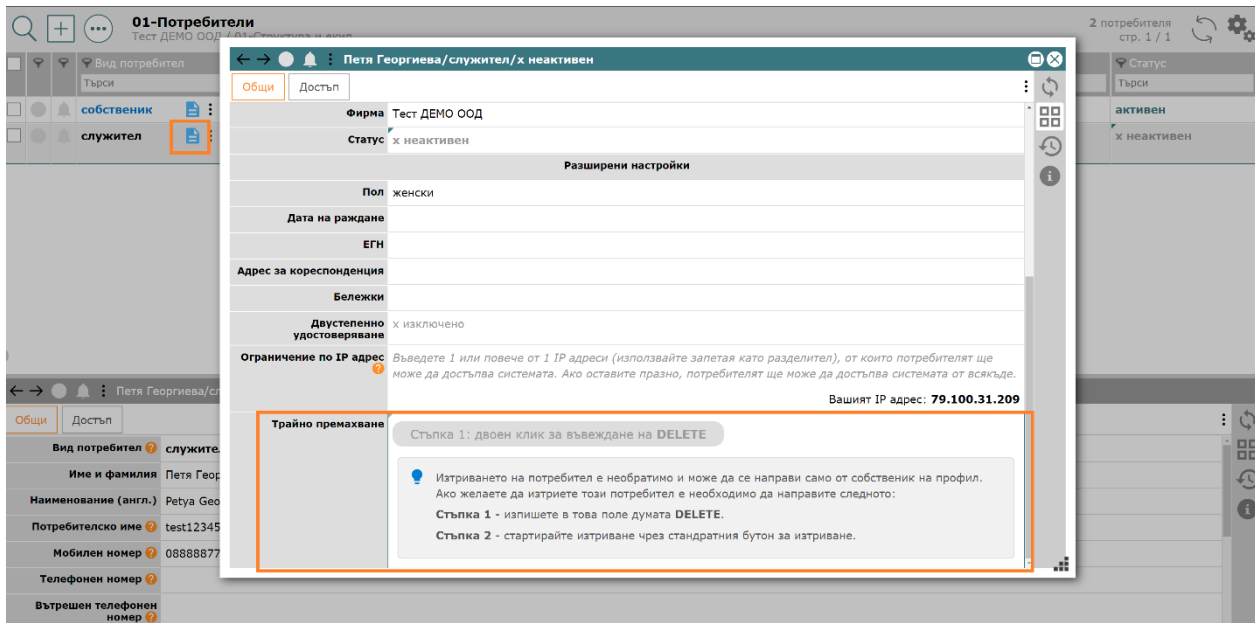 01-Потребители
Тест ДЕМО ООД / 01-Структура и екип
2 потребителя
стр. 1 / 1
Вид потребител
Статус
Търси
Търси
собственик
активен
служител
х неактивен
Петя Георгиева/служител/х неактивен
Общи Достъп
Фирма Тест ДЕМО ООД
Статус х неактивен
Разширени настройки
Пол женски
Дата на раждане
ЕГН
Адрес за кореспонденция
Бележки
Двустепенно удостоверяване х изключено
Ограничение по IP адрес Въведете 1 или повече от 1 IP адреси (използвайте запетая като разделител), от които потребителят ще
може да достъпва системата. Ако оставите празно, потребителят ще може да достъпва системата от всякъде.
Вашият IP адрес: 79.100.31.209
Трайно премахване
Стъпка 1: двоен клик за въвеждане на DELETE
Изтриването на потребител е необратимо и може да се направи само от собственик на профил.
Ако желаете да изтриете този потребител е необходимо да направите следното:
Стъпка 1 - изпишете в това поле думата DELETE.
Стъпка 2 - стартирайте изтриване чрез стандратния бутон за изтриване.
Петя Георгиева/сл
Общи Достъп
Вид потребител служите
Име и фамилия Петя Геор
Наименование (англ.) Petya Geo
Потребителско име test12345
Мобилен номер 08888877
Телефонен номер
Вътрешен телефонен
номер